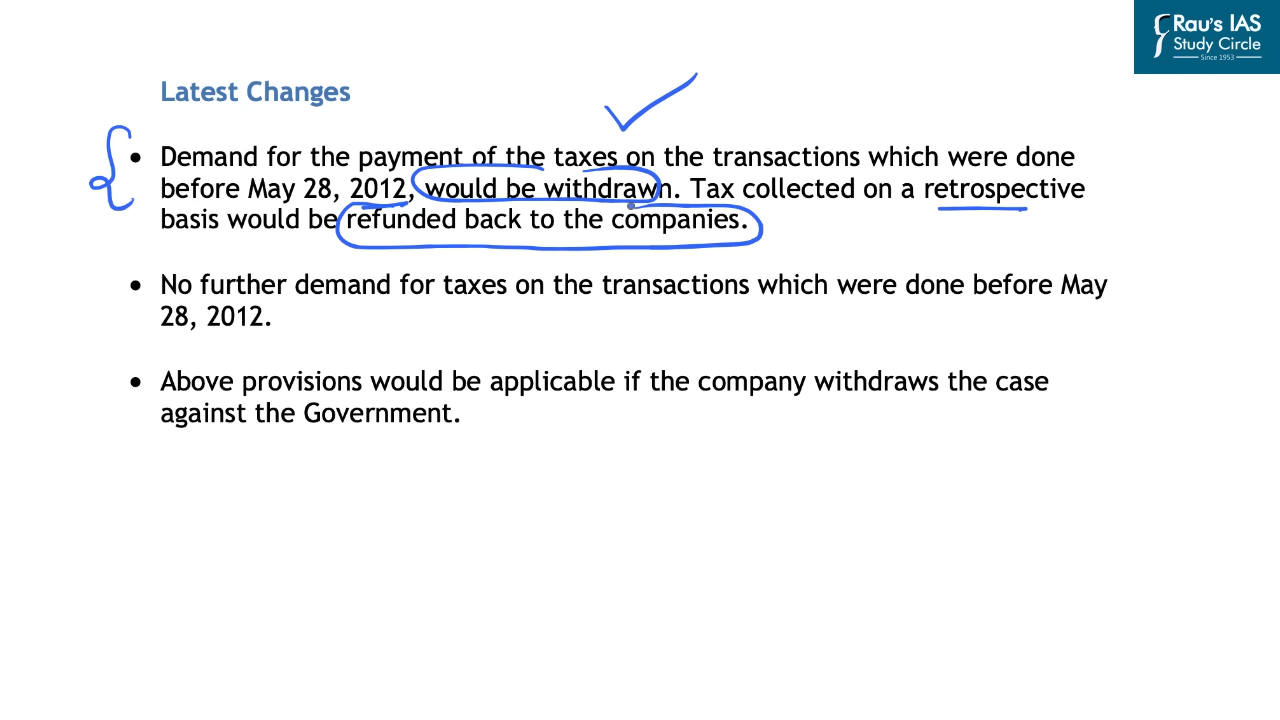 Rau's IAS
Study Circle
Since 1953
Latest Changes
• Demand for the payment of the taxes on the transactions which were done
before May 28, 2012, would be withdrawn. Tax collected on a retrospective
basis would be refunded back to the companies.
• No further demand for taxes on the transactions which were done before May
28, 2012.
• Above provisions would be applicable if the company withdraws the case
against the Government.